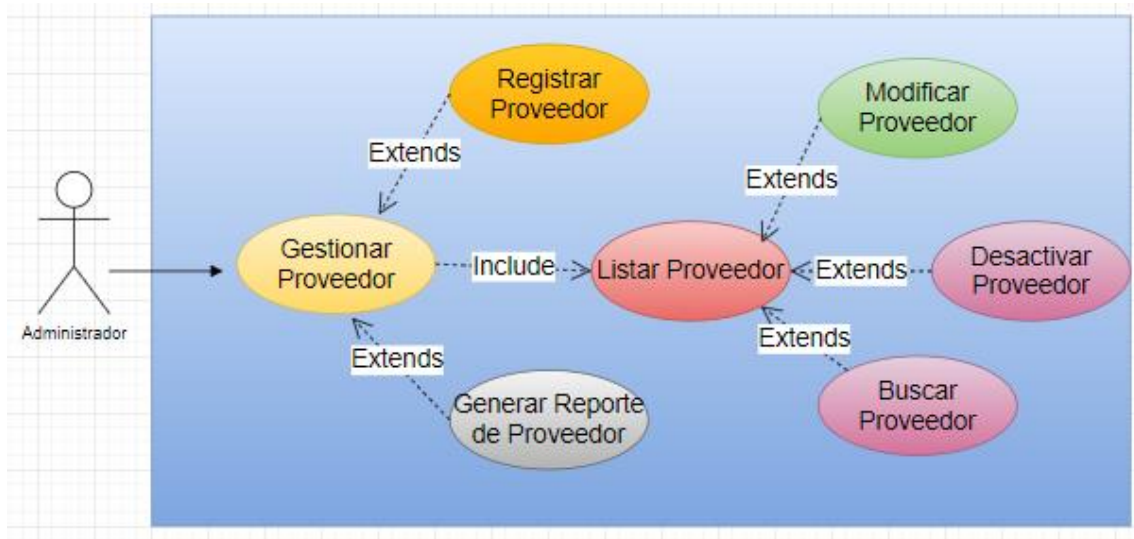 Registrar
Proveedor
Modificar
Proveedor
Extends
Extends
Gestionar
Proveedor
Include
Listar Proveedor
Extends
Desactivar
Proveedor
Administrador
Extends
Extends
Generar Reporte
de Proveedor
Buscar
Proveedor